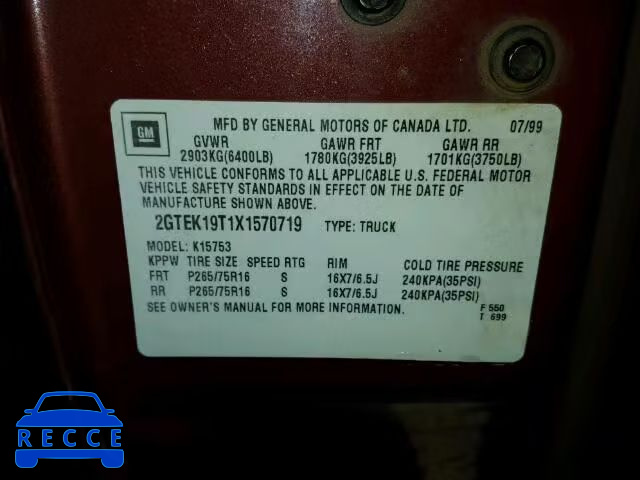 GM
MFD BY GENERAL MOTORS OF CANADA LTD. 07/99
GVWR GAWR FRT GAWR RR
2903KG(6400LB) 1780KG(3925LB) 1701KG(3750LB)
THIS VEHICLE CONFORMS TO ALL APPLICABLE U.S. FEDERAL MOTOR
VEHICLE SAFETY STANDARDS IN EFFECT ON THE DATE OF
MANUFACTURE SHOWN ABOVE.
2GTEK19T1X1570719 TYPE: TRUCK
MODEL: K15753
KPPW TIRE SIZE SPEED RTG RIM COLD TIRE PRESSURE
FRT P265/75R16 S 16X7/6.5J 240KPA(35PSI)
RR P265/75R16 S 16X7/6.5J 240KPA(35PSI)
SEE OWNER'S MANUAL FOR MORE INFORMATION. F 550
T 699
RECCE